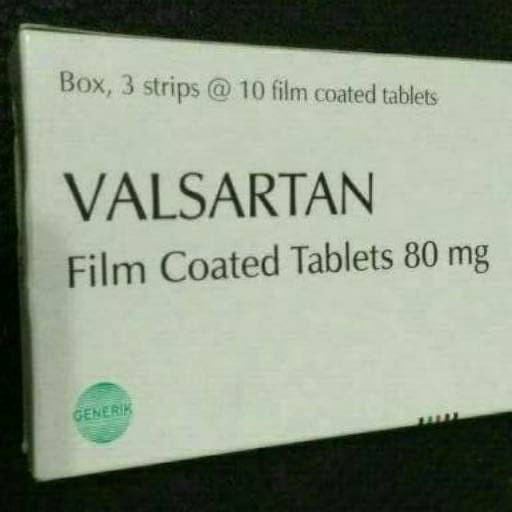 Box, 3 strips @ 10 film coated tablets
VALSARTAN
Film Coated Tablets 80 mg
GENERIK